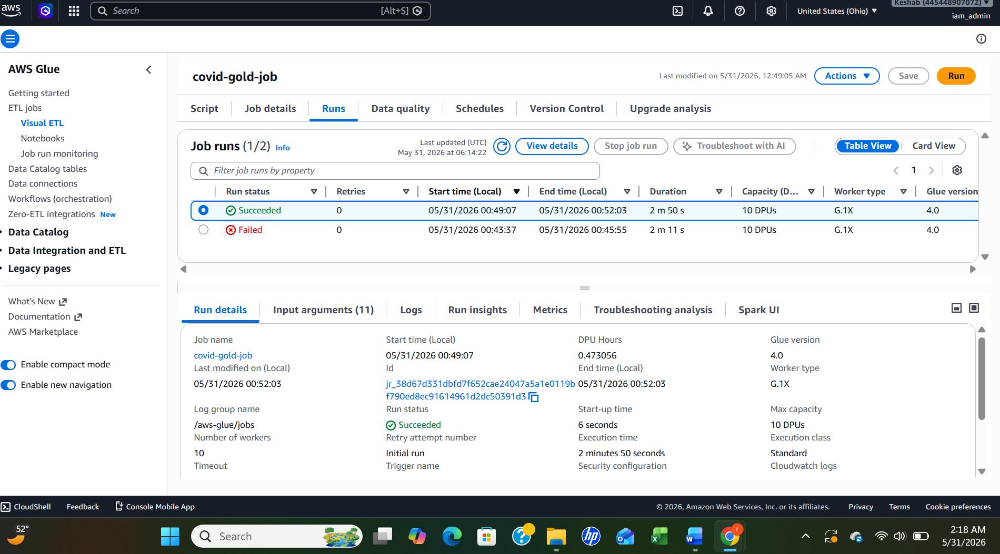 aws
Search
[Alt+S]
United States (Ohio)
Keshab (445448907072)
iam_admin
AWS Glue
Getting started
ETL jobs
Visual ETL
Notebooks
Job run monitoring
Data Catalog tables
Data connections
Workflows (orchestration)
Zero-ETL integrations New
Data Catalog
Data Integration and ETL
Legacy pages
What's New
Documentation
AWS Marketplace
Enable compact mode
Enable new navigation
covid-gold-job
Last modified on 5/31/2026, 12:49:05 AM
Actions
Save
Run
Script
Job details
Runs
Data quality
Schedules
Version Control
Upgrade analysis
Job runs (1/2) Info
Last updated (UTC)
May 31, 2026 at 06:14:22
View details
Stop job run
Troubleshoot with AI
Table View
Card View
Filter job runs by property
1
Run status Retries Start time (Local) End time (Local) Duration Capacity (D... Worker type Glue version
Succeeded 0 05/31/2026 00:49:07 05/31/2026 00:52:03 2 m 50 s 10 DPUs G.1X 4.0
Failed 0 05/31/2026 00:43:37 05/31/2026 00:45:55 2 m 11 s 10 DPUs G.1X 4.0
Run details
Input arguments (11)
Logs
Run insights
Metrics
Troubleshooting analysis
Spark UI
Job name
covid-gold-job
Start time (Local)
05/31/2026 00:49:07
DPU Hours
0.473056
Glue version
4.0
Last modified on (Local)
05/31/2026 00:52:03
Id
jr_38d67d331dbfd7f652cae24047a5a1e0119b
f790ed8ec91614961d2dc50391d3
End time (Local)
05/31/2026 00:52:03
Worker type
G.1X
Log group name
/aws-glue/jobs
Run status
Succeeded
Start-up time
6 seconds
Max capacity
10 DPUs
Number of workers
10
Retry attempt number
Initial run
Execution time
2 minutes 50 seconds
Execution class
Standard
Timeout
Trigger name
Security configuration
Cloudwatch logs
CloudShell
Feedback
Console Mobile App
© 2026, Amazon Web Services, Inc. or its affiliates.
Privacy
Terms
Cookie preferences
52°
Search
2:18 AM
5/31/2026